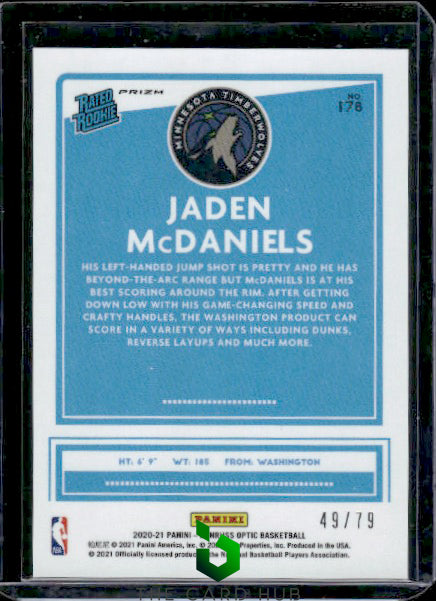 RATED
ROOKIE
PRIZM
MINNESOTA TIMBERWOLVES
NO
178
JADEN
McDANIELS
HIS LEFT-HANDED JUMP SHOT IS PRETTY AND HE HAS
BEYOND-THE-ARC RANGE BUT McDANIELS IS AT HIS
BEST SCORING AROUND THE RIM. AFTER GETTING
DOWN LOW WITH HIS GAME-CHANGING SPEED AND
CRAFTY HANDLES, THE WASHINGTON PRODUCT CAN
SCORE IN A VARIETY OF WAYS INCLUDING DUNKS,
REVERSE LAYUPS AND MUCH MORE.
HT: 6' 9" WT: 185 FROM: WASHINGTON
PANINI
49/79
NBA
2020-21 PANINI - OPTIC BASKETBALL
© 2021 Panini America, Inc. © Properties, Inc. Produced in the USA.
© 2021 Officially licensed product National Basketball Players Association.
THE CARD HUB